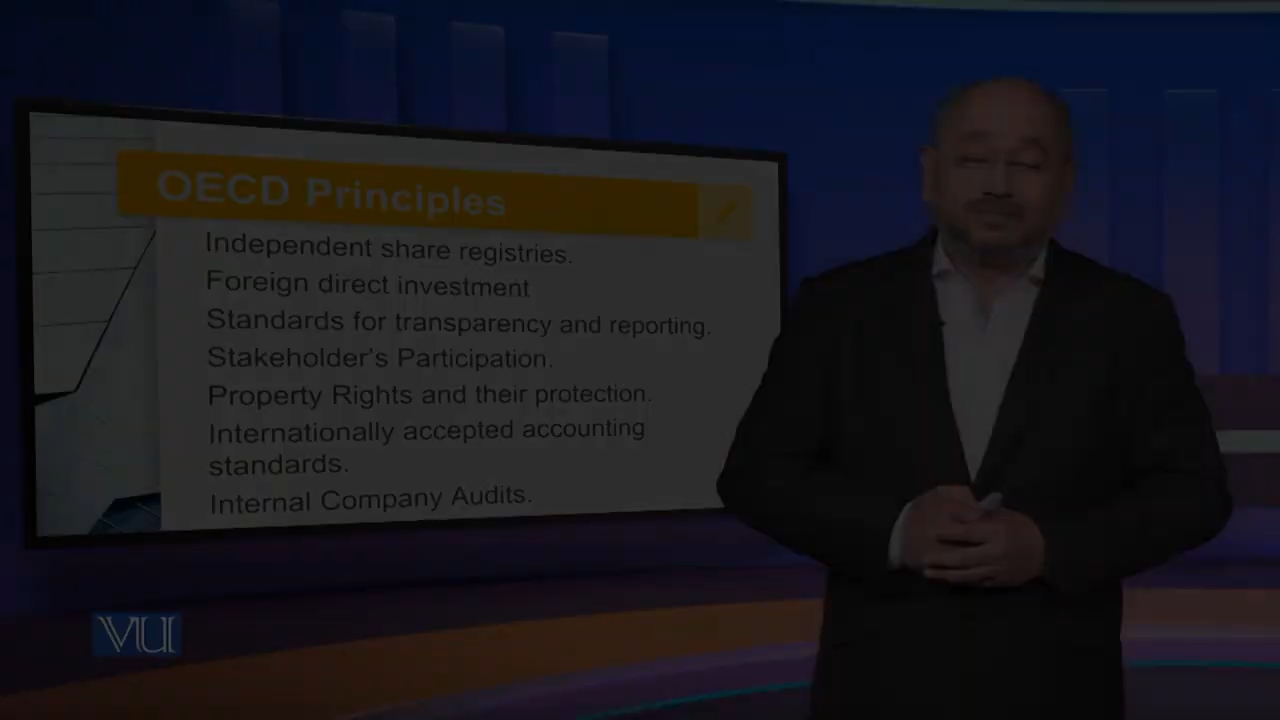 OECD Principles
Independent share registries.
Foreign direct investment
Standards for transparency and reporting.
Stakeholder's Participation.
Property Rights and their protection.
Internationally accepted accounting
standards.
Internal Company Audits.
VU